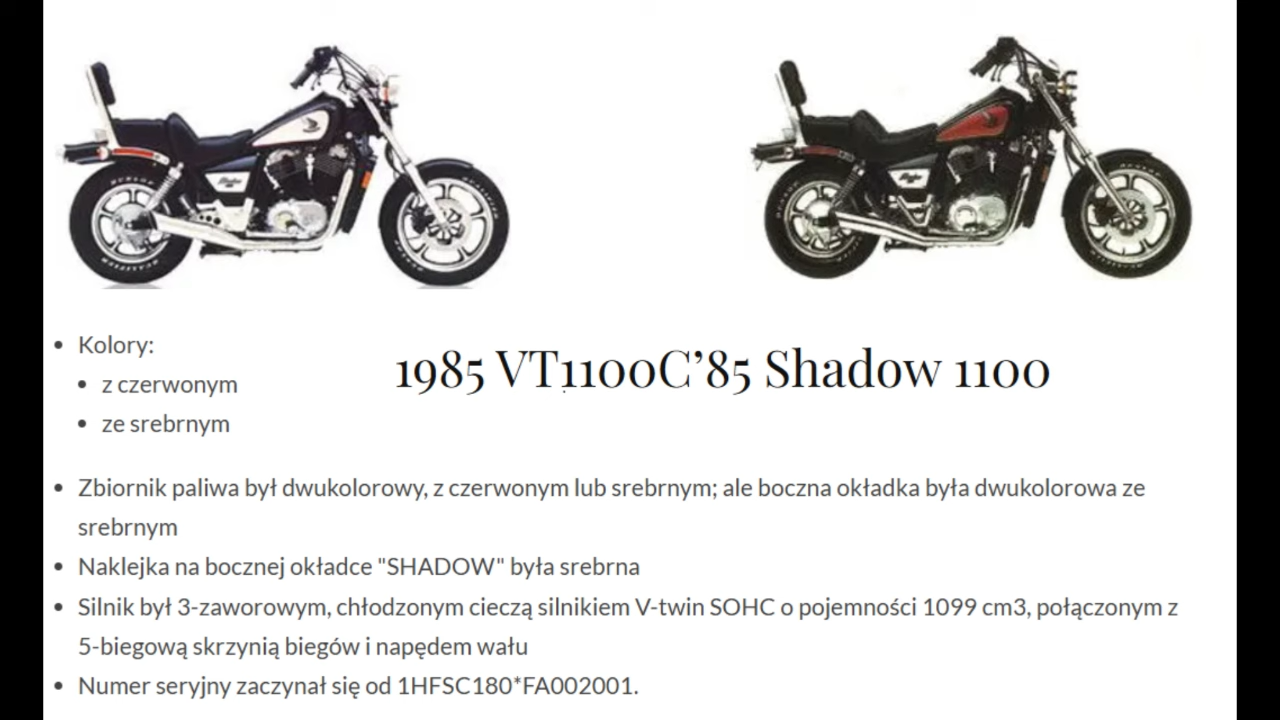 Kolory:
z czerwonym
ze srebrnym
1985 VT1100C’85 Shadow 1100
Zbiornik paliwa był dwukolorowy, z czerwonym lub srebrnym; ale boczna okładka była dwukolorowa ze
srebrnym
Naklejka na bocznej okładce "SHADOW" była srebrna
Silnik był 3-zaworowym, chłodzonym cieczą silnikiem V-twin SOHC o pojemności 1099 cm3, połączonym z
5-biegową skrzynią biegów i napędem wału
Numer seryjny zaczynał się od 1HFSC180*FA002001.